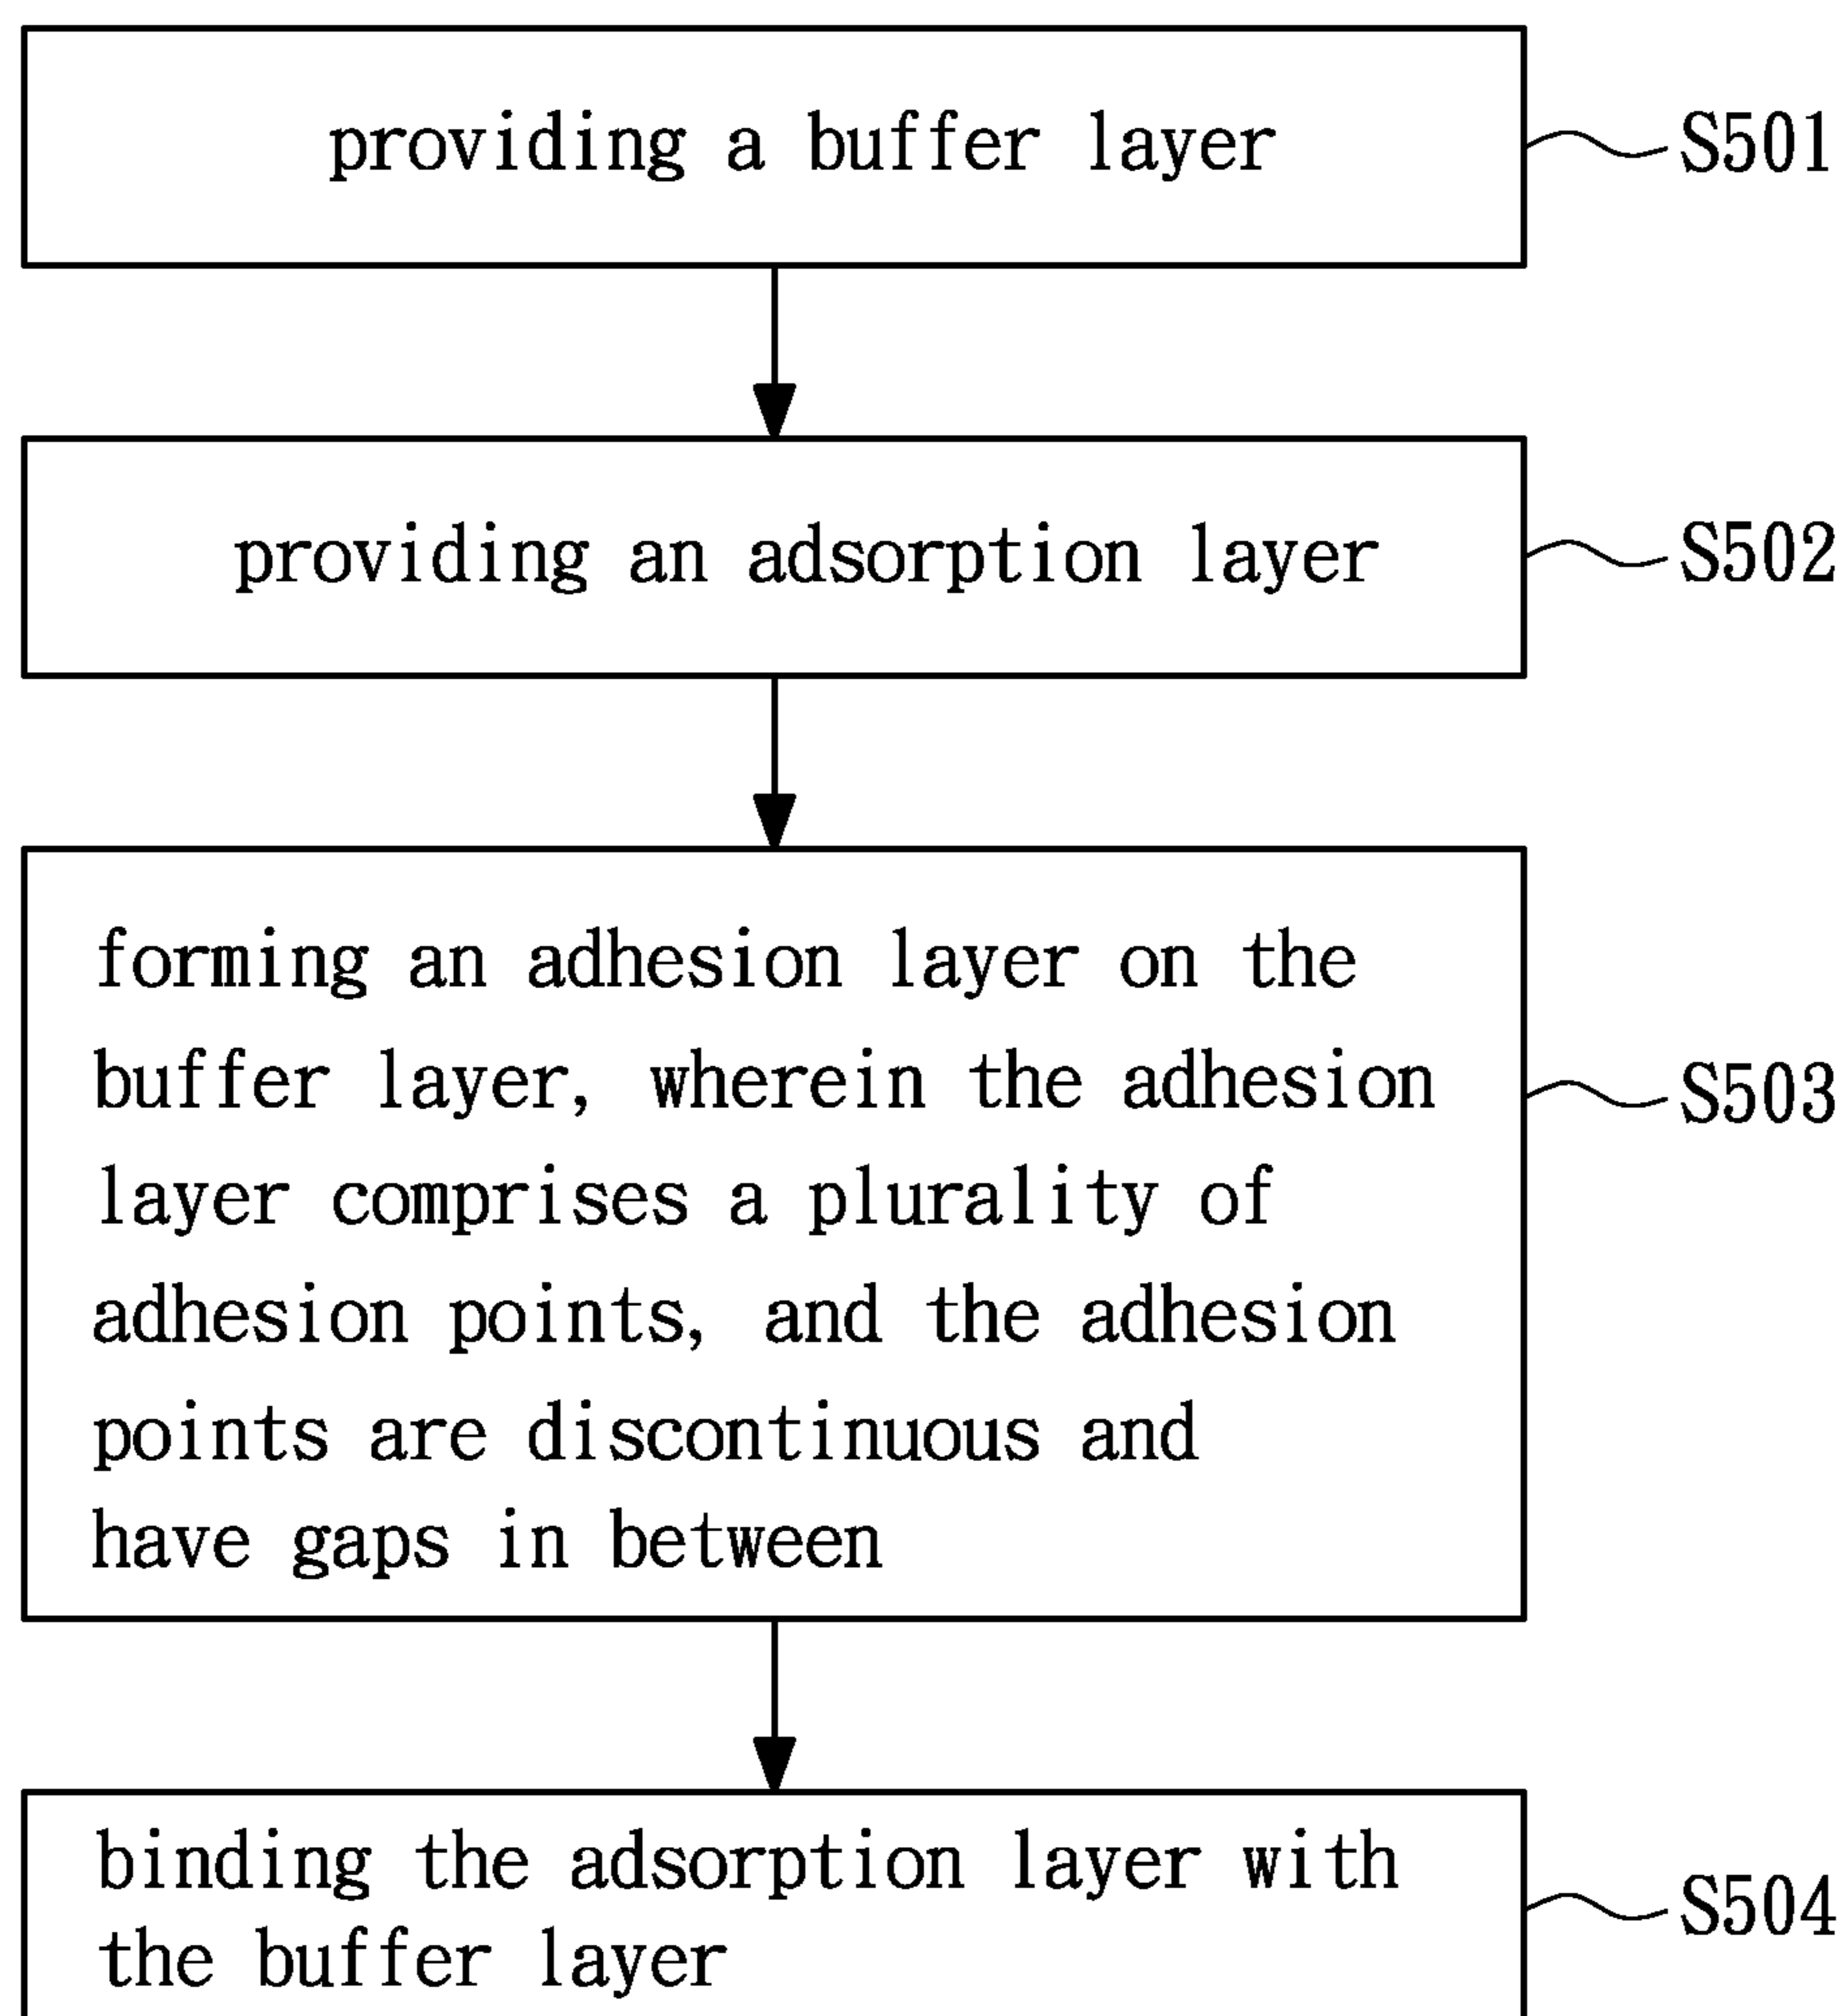 providing a buffer layer
S501
providing an adsorption layer
S502
forming an adhesion layer on the
buffer layer, wherein the adhesion
layer comprises a plurality of
adhesion points, and the adhesion
points are discontinuous and
have gaps in between
S503
binding the adsorption layer with
the buffer layer
S504